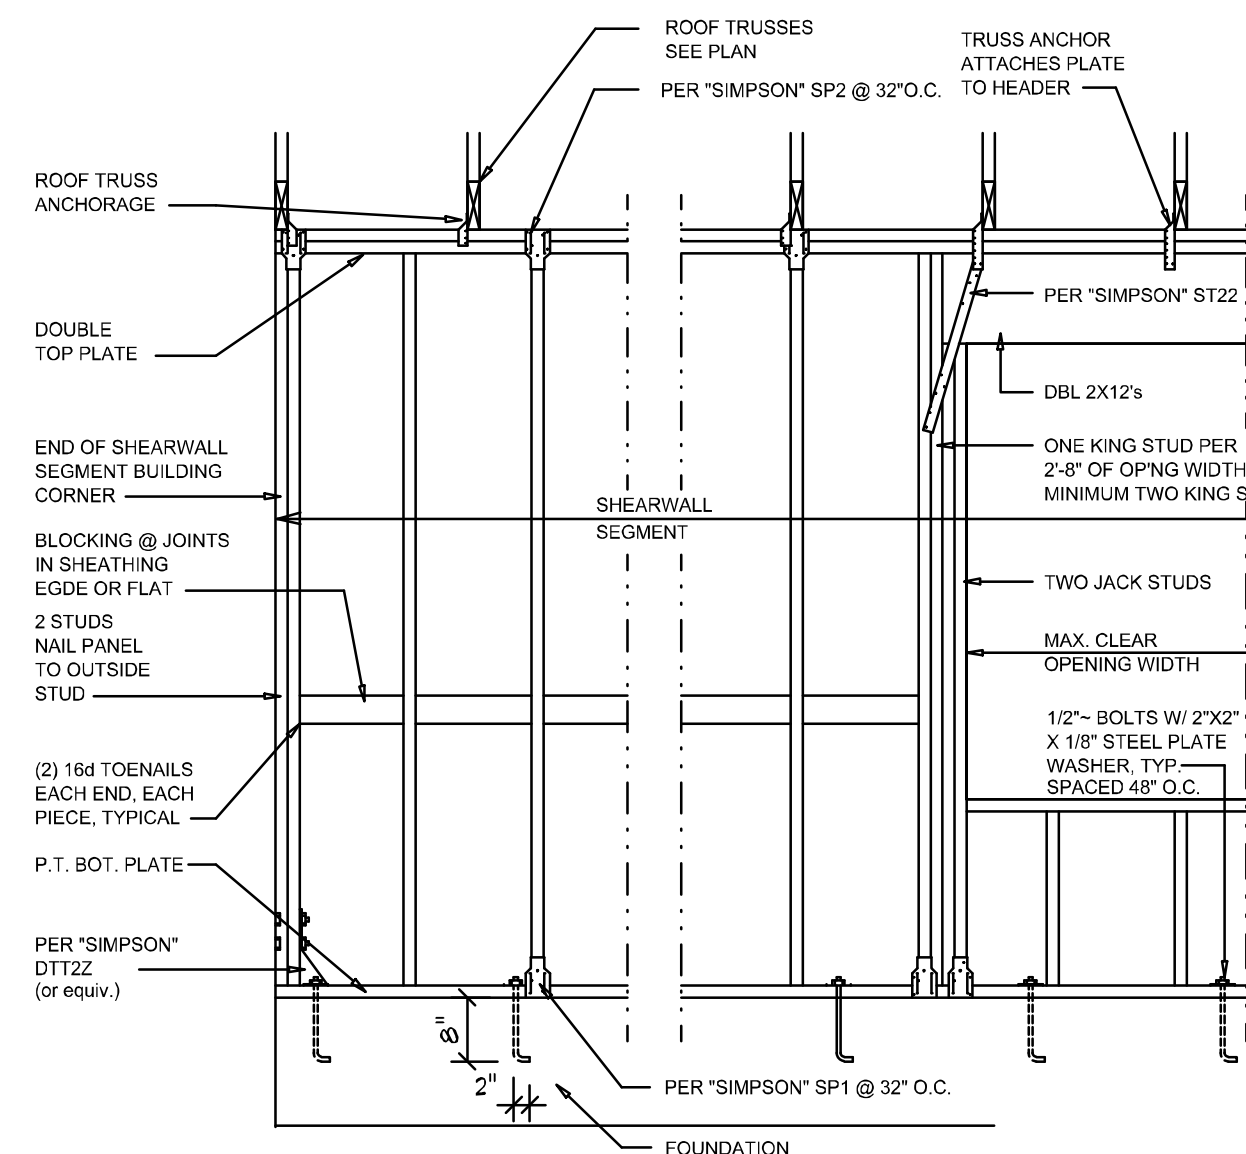 ROOF TRUSSES
SEE PLAN
TRUSS ANCHOR
ATTACHES PLATE
TO HEADER
PER "SIMPSON" SP2 @ 32"O.C.
ROOF TRUSS
ANCHORAGE
PER "SIMPSON" ST22
DOUBLE
TOP PLATE
DBL 2X12's
END OF SHEARWALL
SEGMENT BUILDING
CORNER
ONE KING STUD PER
2'-8" OF OP'NG WIDTH
MINIMUM TWO KING S
SHEARWALL
SEGMENT
BLOCKING @ JOINTS
IN SHEATHING
EGDE OR FLAT
TWO JACK STUDS
2 STUDS
NAIL PANEL
TO OUTSIDE
STUD
MAX. CLEAR
OPENING WIDTH
1/2"~ BOLTS W/ 2"X2"
X 1/8" STEEL PLATE
WASHER, TYP.
SPACED 48" O.C.
(2) 16d TOENAILS
EACH END, EACH
PIECE, TYPICAL
P.T. BOT. PLATE
PER "SIMPSON"
DTT2Z
(or equiv.)
8"
2"
PER "SIMPSON" SP1 @ 32" O.C.
FOUNDATION